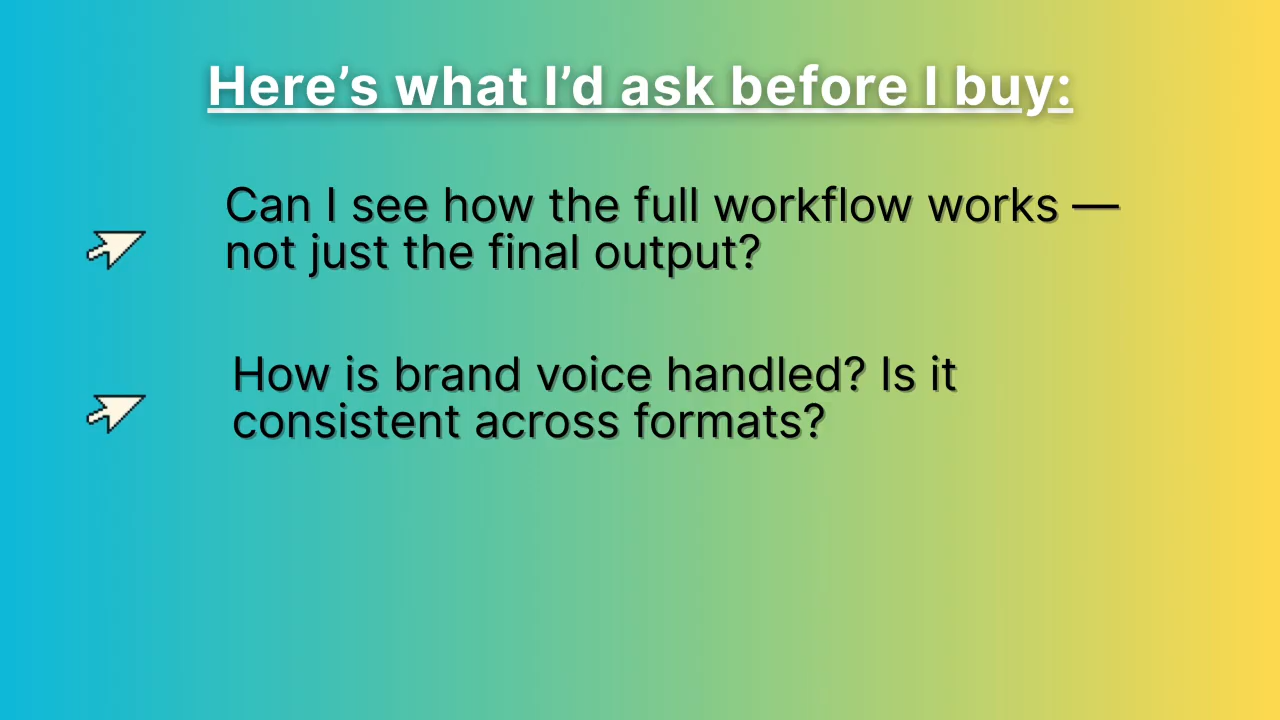 Here’s what I’d ask before I buy:
Can I see how the full workflow works —
not just the final output?
How is brand voice handled? Is it
consistent across formats?